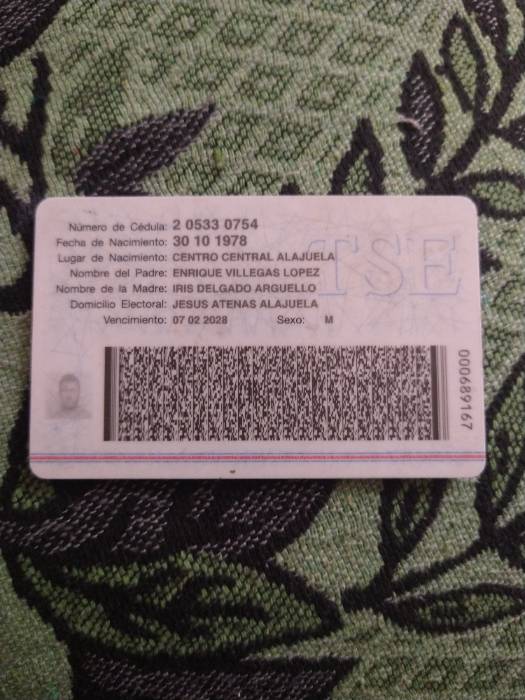 Número de Cédula: 2 0533 0754
Fecha de Nacimiento: 30 10 1978
Lugar de Nacimiento: CENTRO CENTRAL ALAJUELA
Nombre del Padre: ENRIQUE VILLEGAS LOPEZ
Nombre de la Madre: IRIS DELGADO ARGUELLO
Domicilio Electoral: JESUS ATENAS ALAJUELA
Vencimiento: 07 02 2028 Sexo: M
TSE
000689167